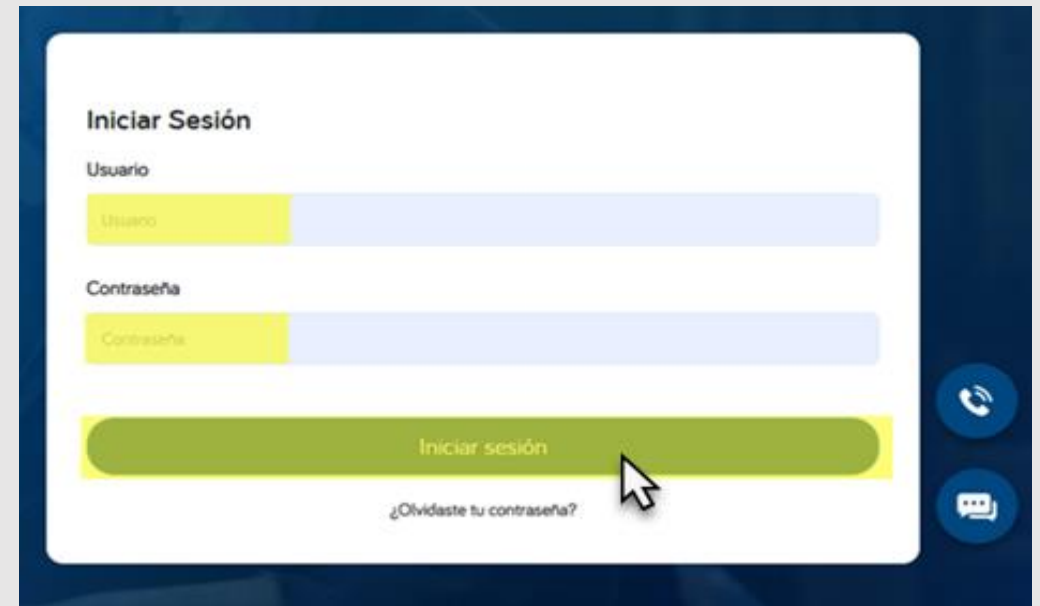 Iniciar Sesión
Usuario
Usuario
Contraseña
Contraseña
Iniciar sesión
¿Olvidaste tu contraseña?